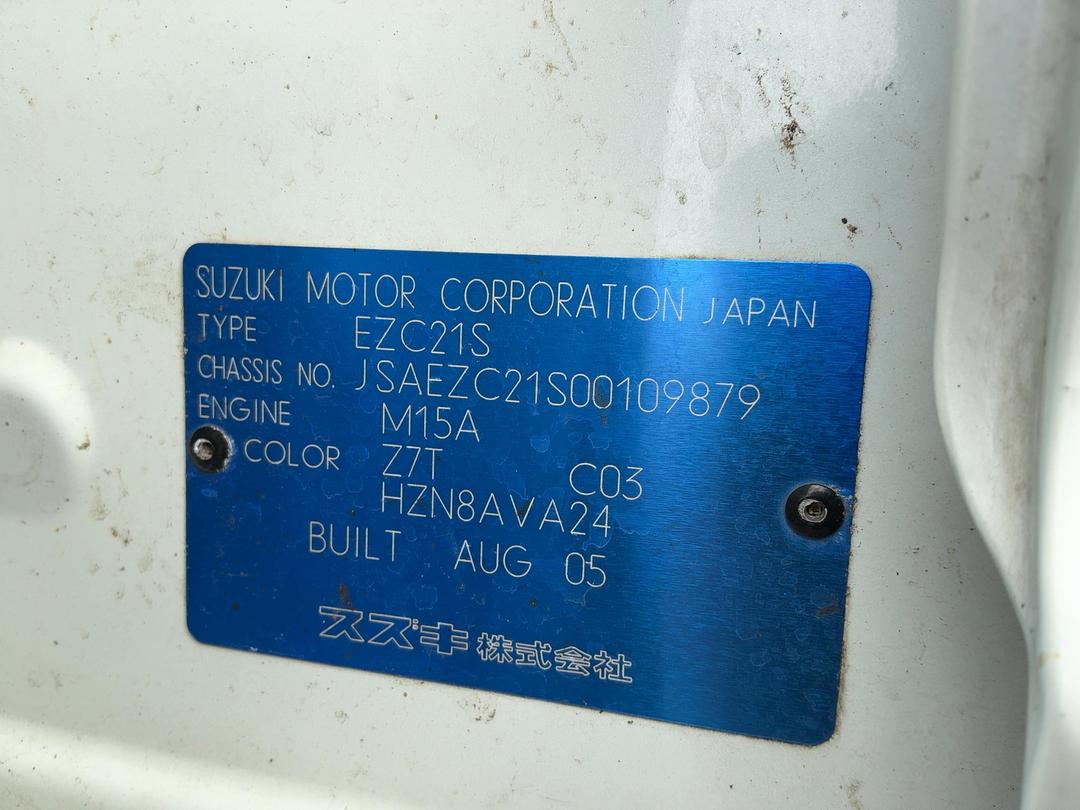 SUZUKI MOTOR CORPORATION JAPAN
TYPE EZC21S
CHASSIS NO. JSAEZC21S00109879
ENGINE M15A
COLOR Z7T C03
HZN8AVA24
BUILT AUG 05
スズキ株式会社